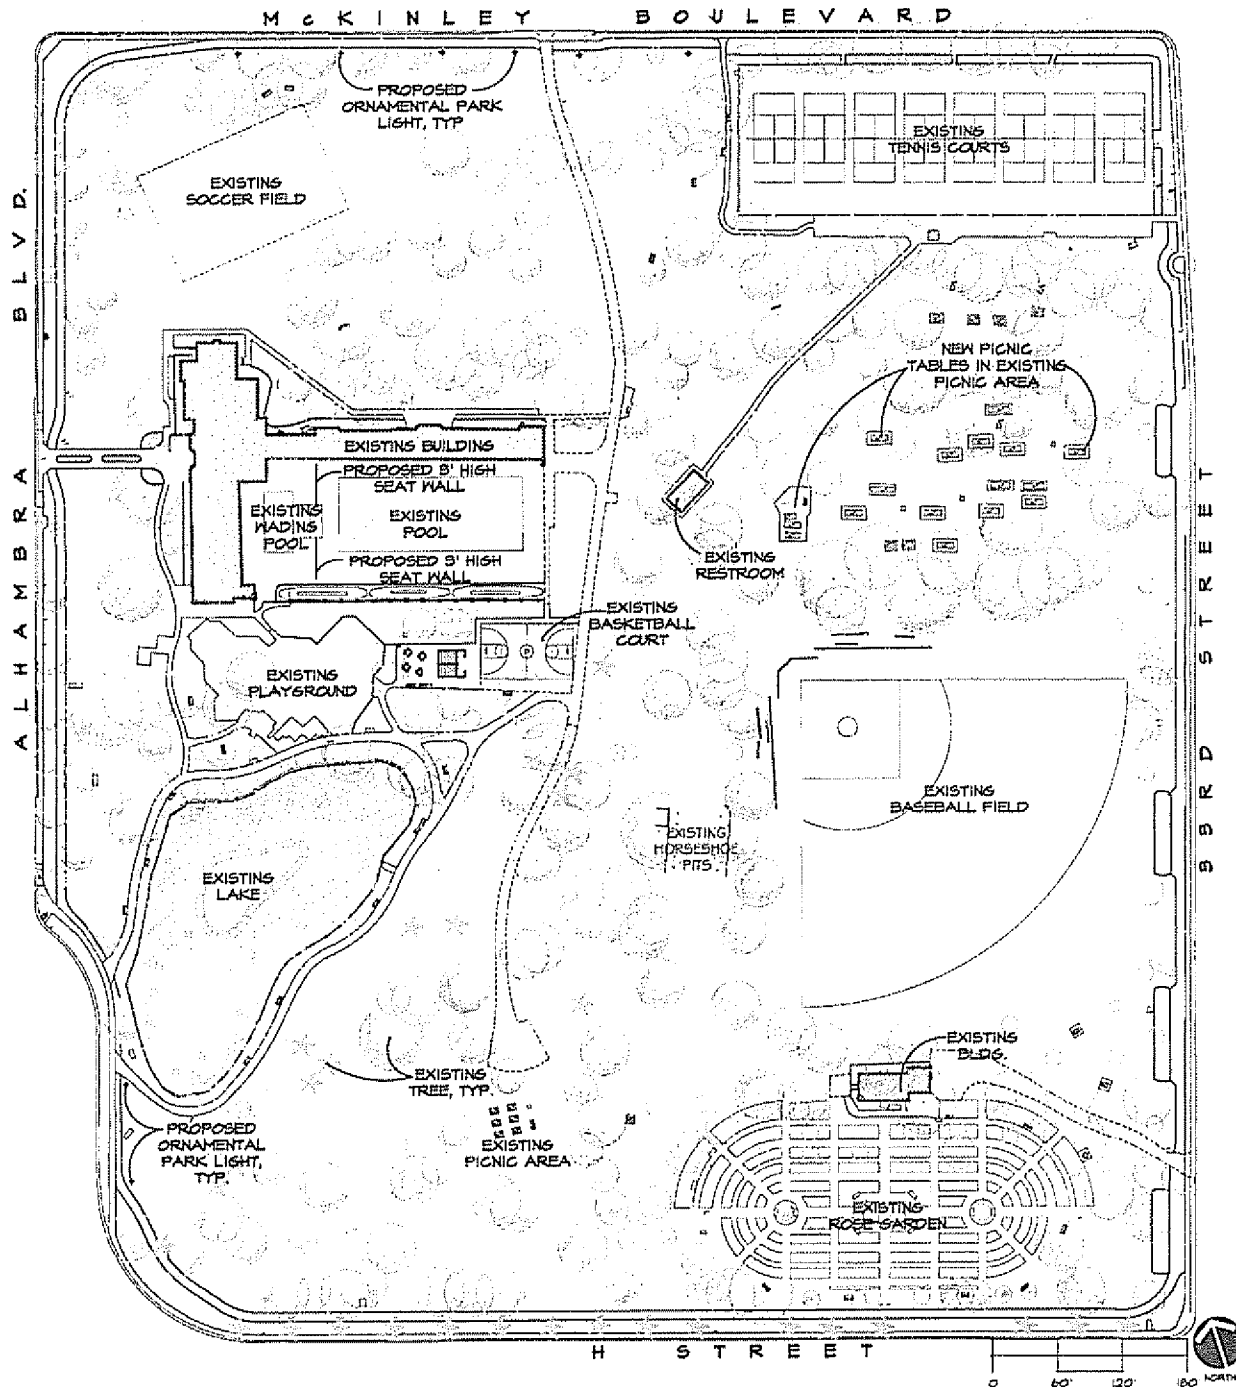 McKINLEY BOULEVARD
PROPOSED
ORNAMENTAL PARK
LIGHT, TYP
EXISTING
TENNIS COURTS
EXISTING
SOCCER FIELD
ALHAMBRA BLVD.
NEW PICNIC
TABLES IN EXISTING
PICNIC AREA
EXISTING BUILDING
PROPOSED 3' HIGH
SEAT WALL
EXISTING
WADING
POOL
EXISTING
POOL
PROPOSED 3' HIGH
SEAT WALL
EXISTING
RESTROOM
33RD STREET
EXISTING
BASKETBALL
COURT
EXISTING
PLAYGROUND
EXISTING
BASEBALL FIELD
EXISTING
HORSESHOE
PITS
EXISTING
LAKE
EXISTING
BLDG.
EXISTING
TREE, TYP.
PROPOSED
ORNAMENTAL
PARK LIGHT,
TYP.
EXISTING
PICNIC AREA
EXISTING
ROSE GARDEN
H STREET
0 60' 120' 180'
NORTH